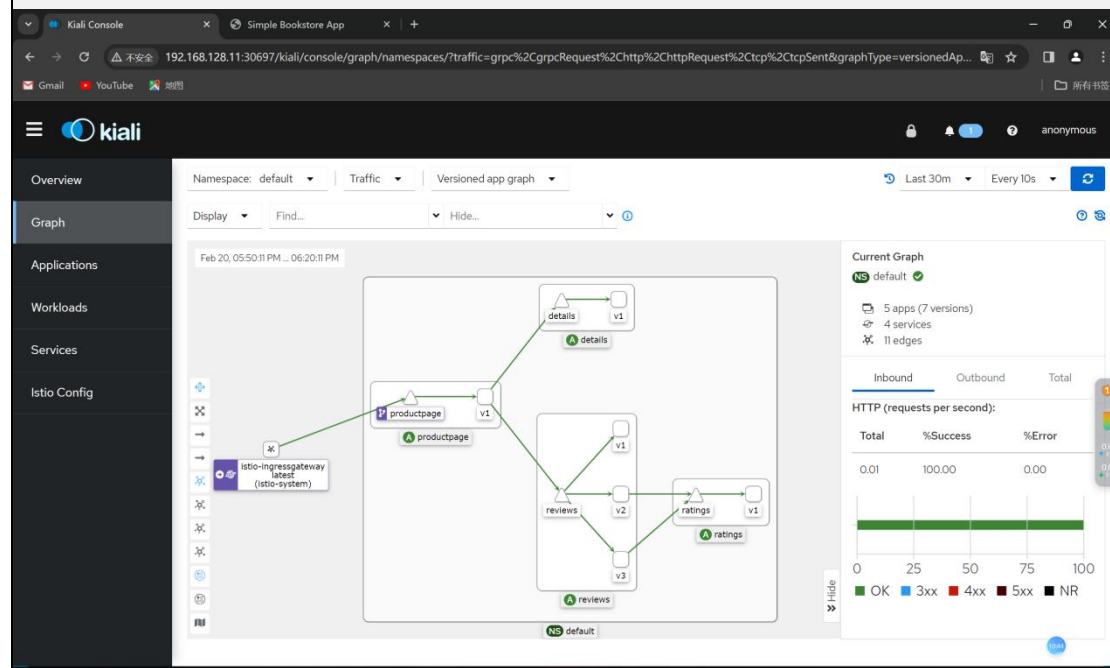 Kiali Console
Simple Bookstore App
不安全 192.168.128.11:30697/kiali/console/graph/namespaces/?traffic=grpc%2CgrpcRequest%2Chttp%2ChttpRequest%2Ctcp%2CtcpSent&graphType=versionedAp...
Gmail YouTube 地图 所有书签
kiali 1 anonymous
Overview
Graph
Applications
Workloads
Services
Istio Config
Namespace: default Traffic Versioned app graph Last 30m Every 10s
Display Find... Hide...
Feb 20, 05:50:11 PM ... 06:20:11 PM
details v1
A details
productpage v1
A productpage
istio-ingressgateway
latest
(istio-system)
v1
reviews v2
v3
A reviews
ratings v1
A ratings
NS default
Hide
Current Graph
NS default
5 apps (7 versions)
4 services
11 edges
Inbound Outbound Total
HTTP (requests per second):
Total %Success %Error
0.01 100.00 0.00
0 25 50 75 100
OK 3xx 4xx 5xx NR